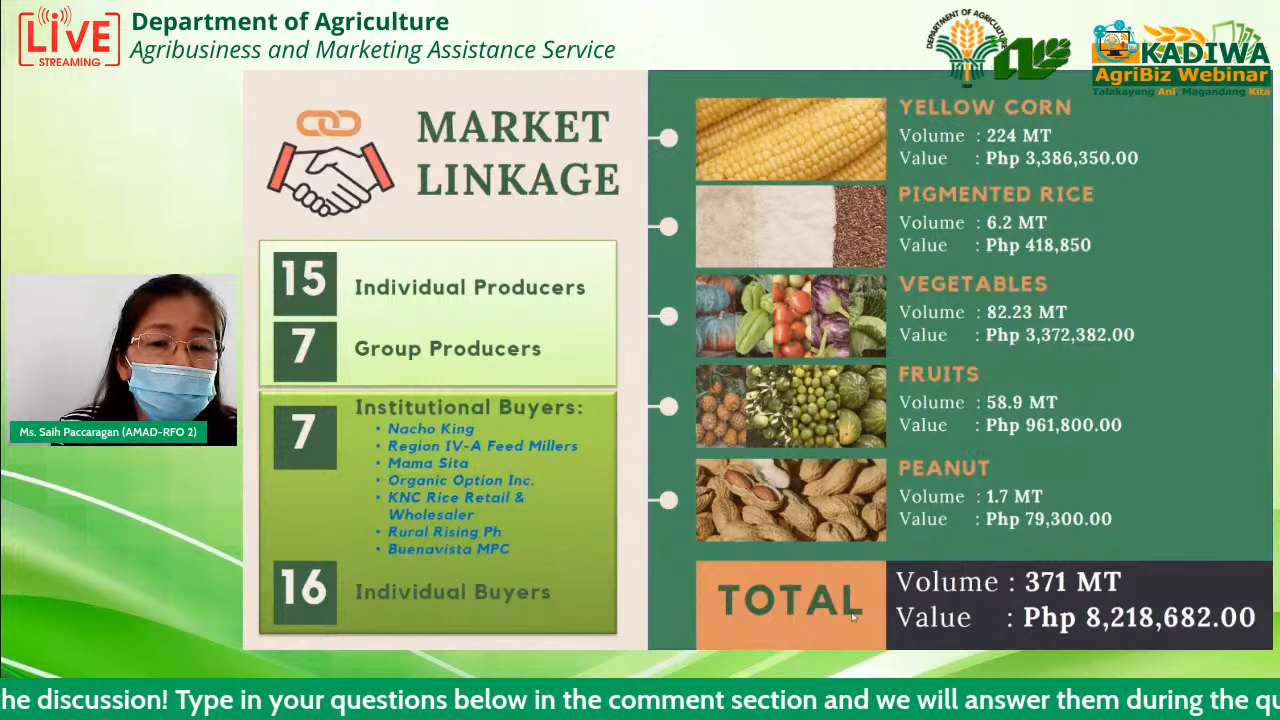 LIVE
STREAMING
Department of Agriculture
Agribusiness and Marketing Assistance Service
DEPARTMENT OF AGRICULTURE
KADIWA
AgriBiz Webinar
Talakayang Ani, Magandang Kita
MARKET
LINKAGE
15
Individual Producers
7
Group Producers
7
Institutional Buyers:
• Nacho King
• Region IV-A Feed Millers
• Mama Sita
• Organic Option Inc.
• KNC Rice Retail &
Wholesaler
• Rural Rising Ph
• Buenavista MPC
16
Individual Buyers
YELLOW CORN
Volume : 224 MT
Value : Php 3,386,350.00
PIGMENTED RICE
Volume : 6.2 MT
Value : Php 418,850
VEGETABLES
Volume : 82.23 MT
Value : Php 3,372,382.00
FRUITS
Volume : 58.9 MT
Value : Php 961,800.00
PEANUT
Volume : 1.7 MT
Value : Php 79,300.00
TOTAL
Volume : 371 MT
Value : Php 8,218,682.00
Ms. Saih Paccaragan (AMAD-RFO 2)
he discussion! Type in your questions below in the comment section and we will answer them during the qu